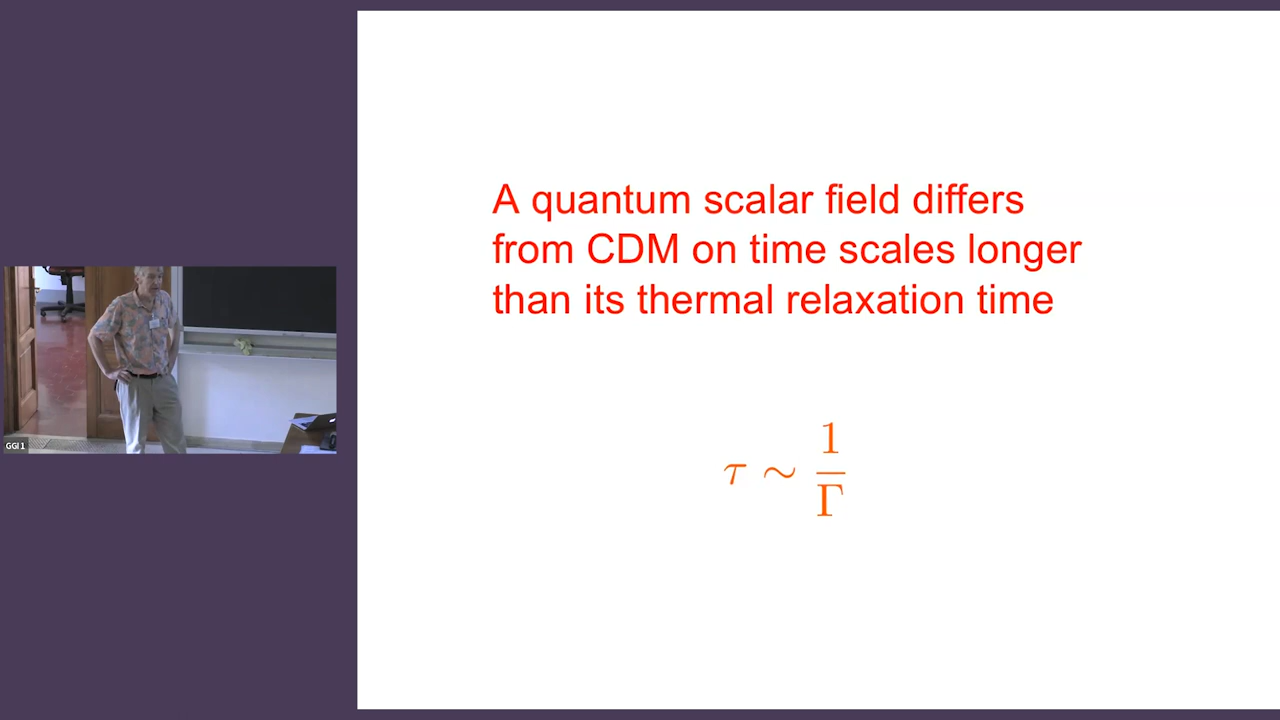 A quantum scalar field differs
from CDM on time scales longer
than its thermal relaxation time
τ ∼ 1/Γ
GGI 1